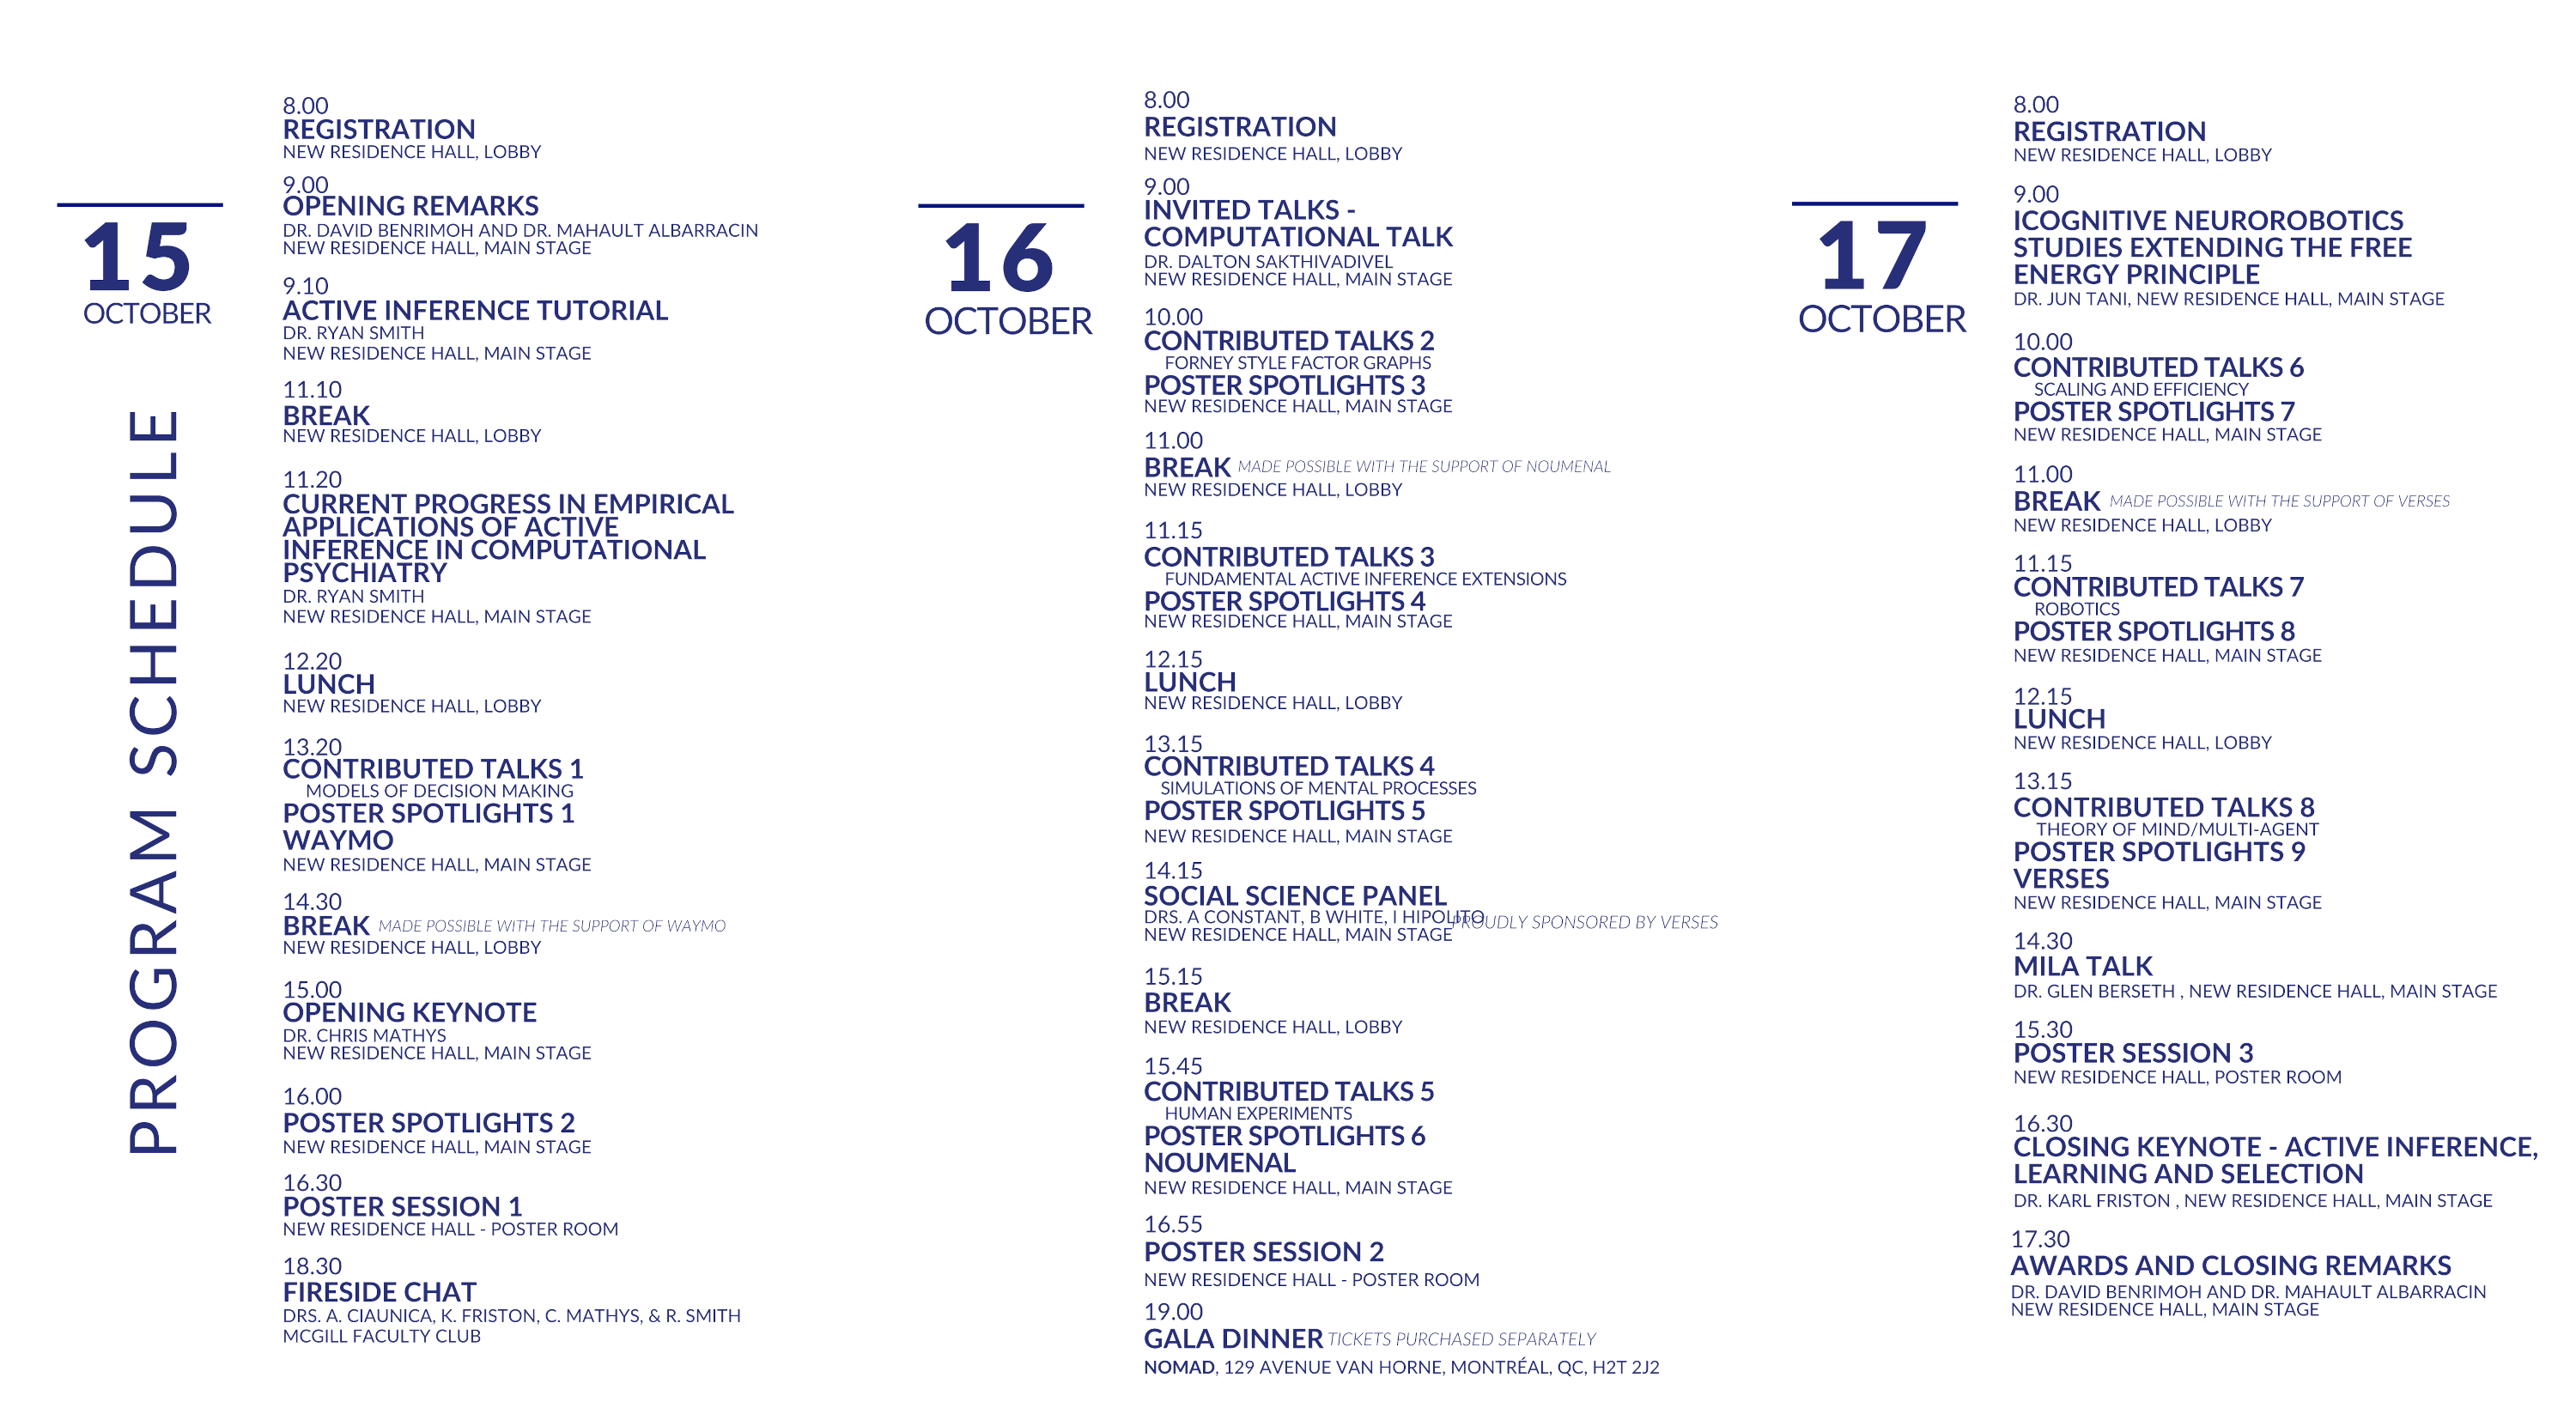 PROGRAM SCHEDULE
15
OCTOBER
8.00
REGISTRATION
NEW RESIDENCE HALL, LOBBY
9.00
OPENING REMARKS
DR. DAVID BENRIMOH AND DR. MAHAULT ALBARRACIN
NEW RESIDENCE HALL, MAIN STAGE
9.10
ACTIVE INFERENCE TUTORIAL
DR. RYAN SMITH
NEW RESIDENCE HALL, MAIN STAGE
11.10
BREAK
NEW RESIDENCE HALL, LOBBY
11.20
CURRENT PROGRESS IN EMPIRICAL
APPLICATIONS OF ACTIVE
INFERENCE IN COMPUTATIONAL
PSYCHIATRY
DR. RYAN SMITH
NEW RESIDENCE HALL, MAIN STAGE
12.20
LUNCH
NEW RESIDENCE HALL, LOBBY
13.20
CONTRIBUTED TALKS 1
MODELS OF DECISION MAKING
POSTER SPOTLIGHTS 1
WAYMO
NEW RESIDENCE HALL, MAIN STAGE
14.30
BREAK MADE POSSIBLE WITH THE SUPPORT OF WAYMO
NEW RESIDENCE HALL, LOBBY
15.00
OPENING KEYNOTE
DR. CHRIS MATHYS
NEW RESIDENCE HALL, MAIN STAGE
16.00
POSTER SPOTLIGHTS 2
NEW RESIDENCE HALL, MAIN STAGE
16.30
POSTER SESSION 1
NEW RESIDENCE HALL - POSTER ROOM
18.30
FIRESIDE CHAT
DRS. A. CIAUNICA, K. FRISTON, C. MATHYS, & R. SMITH
MCGILL FACULTY CLUB
16
OCTOBER
8.00
REGISTRATION
NEW RESIDENCE HALL, LOBBY
9.00
INVITED TALKS -
COMPUTATIONAL TALK
DR. DALTON SAKTHIVADIVEL
NEW RESIDENCE HALL, MAIN STAGE
10.00
CONTRIBUTED TALKS 2
FORNEY STYLE FACTOR GRAPHS
POSTER SPOTLIGHTS 3
NEW RESIDENCE HALL, MAIN STAGE
11.00
BREAK MADE POSSIBLE WITH THE SUPPORT OF NOUMENAL
NEW RESIDENCE HALL, LOBBY
11.15
CONTRIBUTED TALKS 3
FUNDAMENTAL ACTIVE INFERENCE EXTENSIONS
POSTER SPOTLIGHTS 4
NEW RESIDENCE HALL, MAIN STAGE
12.15
LUNCH
NEW RESIDENCE HALL, LOBBY
13.15
CONTRIBUTED TALKS 4
SIMULATIONS OF MENTAL PROCESSES
POSTER SPOTLIGHTS 5
NEW RESIDENCE HALL, MAIN STAGE
14.15
SOCIAL SCIENCE PANEL
DRS. A CONSTANT, B WHITE, I HIPOLITO
PROUDLY SPONSORED BY VERSES
NEW RESIDENCE HALL, MAIN STAGE
15.15
BREAK
NEW RESIDENCE HALL, LOBBY
15.45
CONTRIBUTED TALKS 5
HUMAN EXPERIMENTS
POSTER SPOTLIGHTS 6
NOUMENAL
NEW RESIDENCE HALL, MAIN STAGE
16.55
POSTER SESSION 2
NEW RESIDENCE HALL - POSTER ROOM
19.00
GALA DINNER TICKETS PURCHASED SEPARATELY
NOMAD, 129 AVENUE VAN HORNE, MONTRÉAL, QC, H2T 2J2
17
OCTOBER
8.00
REGISTRATION
NEW RESIDENCE HALL, LOBBY
9.00
ICOGNITIVE NEUROROBOTICS
STUDIES EXTENDING THE FREE
ENERGY PRINCIPLE
DR. JUN TANI, NEW RESIDENCE HALL, MAIN STAGE
10.00
CONTRIBUTED TALKS 6
SCALING AND EFFICIENCY
POSTER SPOTLIGHTS 7
NEW RESIDENCE HALL, MAIN STAGE
11.00
BREAK MADE POSSIBLE WITH THE SUPPORT OF VERSES
NEW RESIDENCE HALL, LOBBY
11.15
CONTRIBUTED TALKS 7
ROBOTICS
POSTER SPOTLIGHTS 8
NEW RESIDENCE HALL, MAIN STAGE
12.15
LUNCH
NEW RESIDENCE HALL, LOBBY
13.15
CONTRIBUTED TALKS 8
THEORY OF MIND/MULTI-AGENT
POSTER SPOTLIGHTS 9
VERSES
NEW RESIDENCE HALL, MAIN STAGE
14.30
MILA TALK
DR. GLEN BERSETH , NEW RESIDENCE HALL, MAIN STAGE
15.30
POSTER SESSION 3
NEW RESIDENCE HALL, POSTER ROOM
16.30
CLOSING KEYNOTE - ACTIVE INFERENCE,
LEARNING AND SELECTION
DR. KARL FRISTON , NEW RESIDENCE HALL, MAIN STAGE
17.30
AWARDS AND CLOSING REMARKS
DR. DAVID BENRIMOH AND DR. MAHAULT ALBARRACIN
NEW RESIDENCE HALL, MAIN STAGE